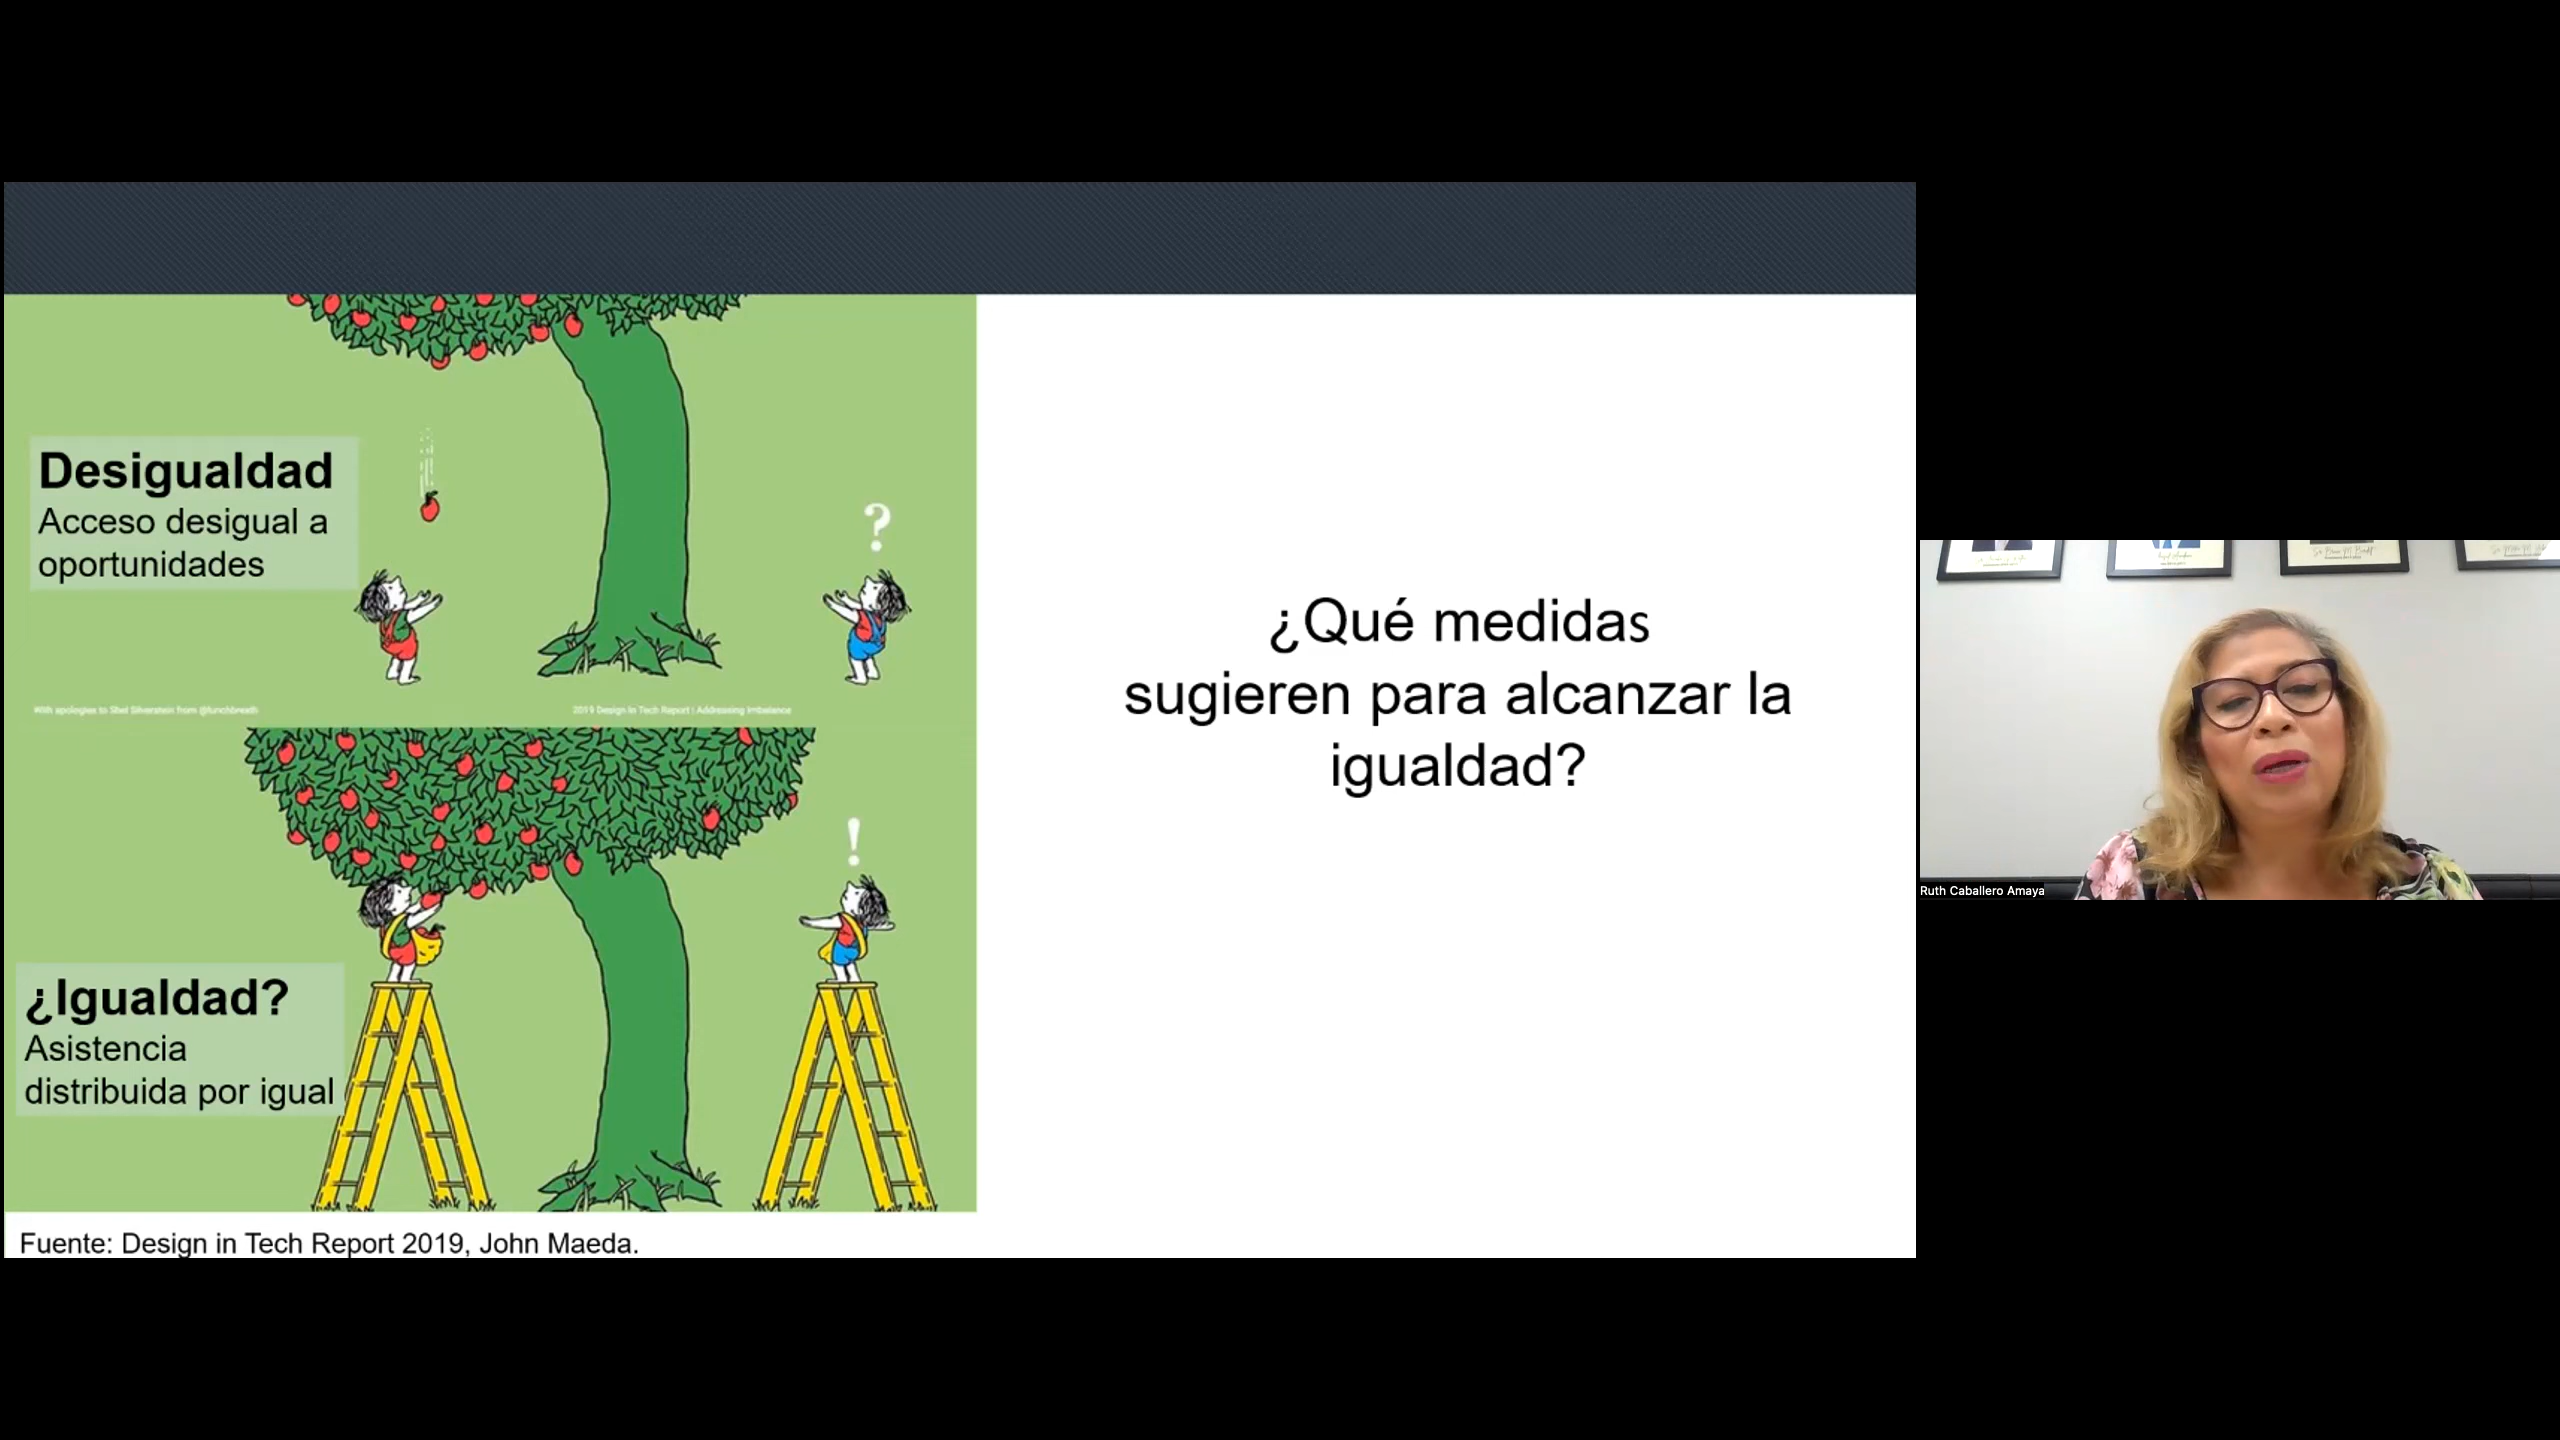 Desigualdad
Acceso desigual a
oportunidades
?
With apologies to Shel Silverstein from @lunchbreath
2019 Design In Tech Report | Addressing Imbalance
¿Igualdad?
Asistencia
distribuida por igual
!
Fuente: Design in Tech Report 2019, John Maeda.
¿Qué medidas
sugieren para alcanzar la
igualdad?
Ruth Caballero Amaya